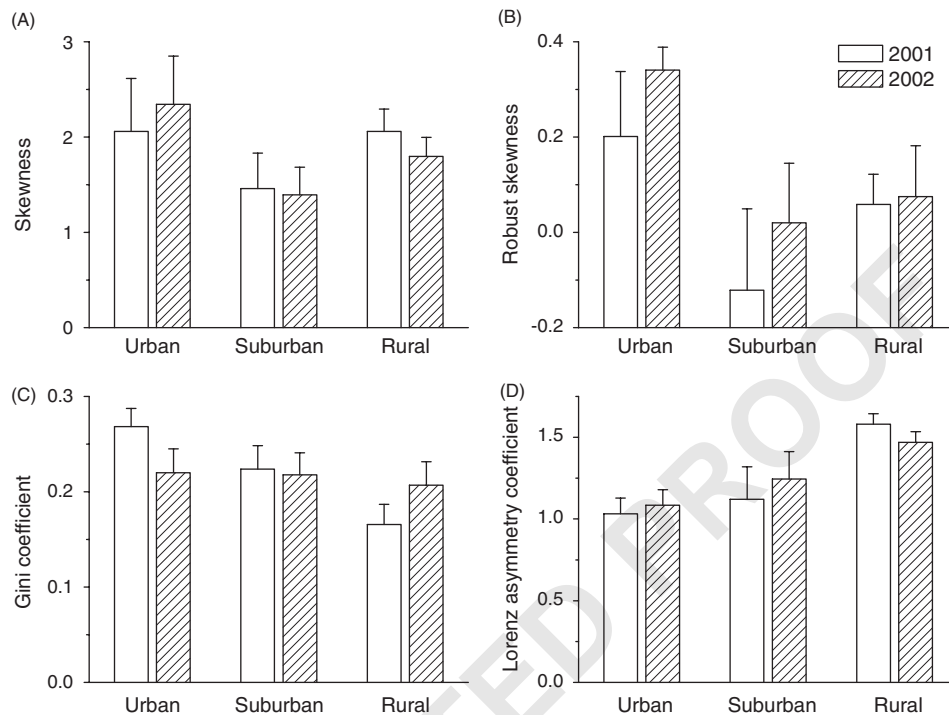 (A)
3
2
1
0
Skewness
Urban Suburban Rural
(B)
0.4
0.2
0.0
-0.2
Robust skewness
2001
2002
Urban Suburban Rural
(C)
0.3
0.2
0.1
0.0
Gini coefficient
Urban Suburban Rural
(D)
1.5
1.0
0.5
0.0
Lorenz asymmetry coefficient
Urban Suburban Rural
TED PROOF